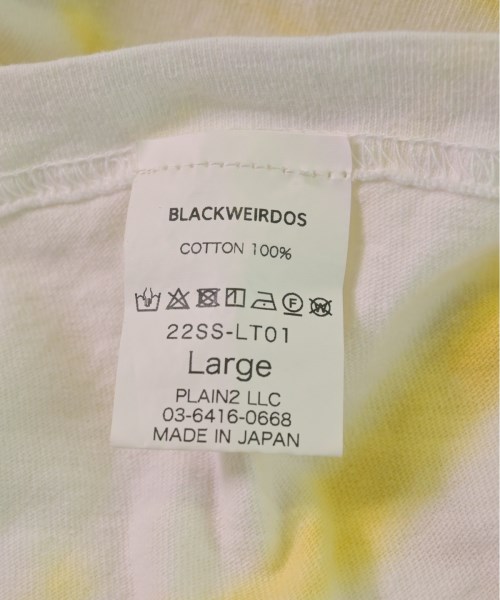 BLACKWEIRDOS
COTTON 100%
22SS-LT01
Large
PLAIN2 LLC
03-6416-0668
MADE IN JAPAN